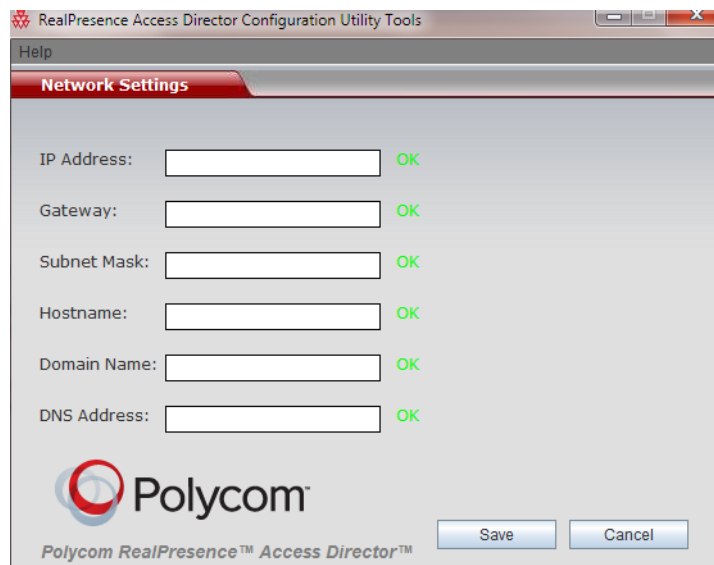 RealPresence Access Director Configuration Utility Tools
Help
Network Settings
IP Address: OK
Gateway: OK
Subnet Mask: OK
Hostname: OK
Domain Name: OK
DNS Address: OK
Polycom™
Save Cancel
Polycom RealPresence™ Access Director™